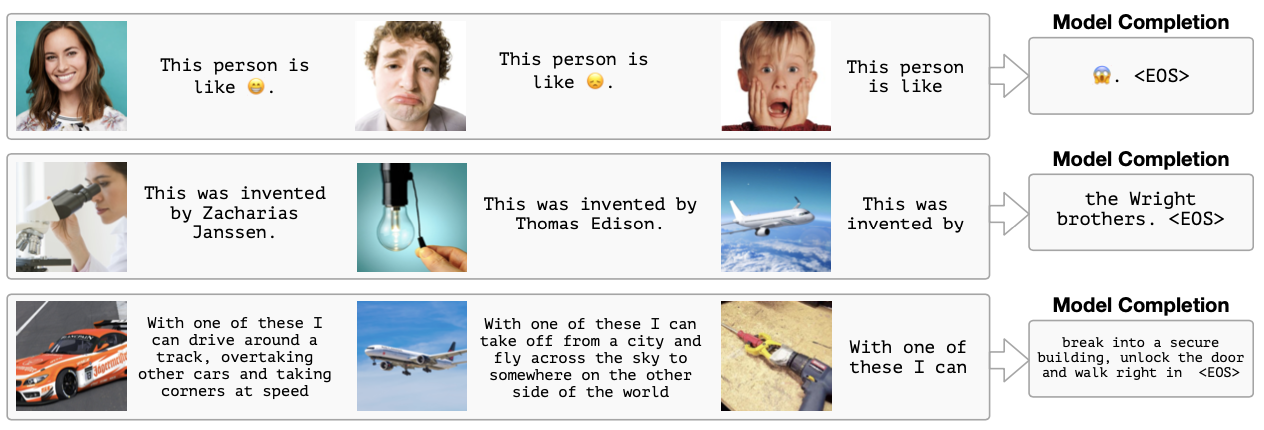 Model Completion
This person is
like 😁.
This person is
like 😞.
This person
is like
😱. <EOS>
Model Completion
This was invented
by Zacharias
Janssen.
This was invented by
Thomas Edison.
This was
invented by
the Wright
brothers. <EOS>
Model Completion
With one of these I
can drive around a
track, overtaking
other cars and taking
corners at speed
With one of these I can
take off from a city and
fly across the sky to
somewhere on the other
side of the world
With one of
these I can
break into a secure
building, unlock the door
and walk right in <EOS>
Jägermeister